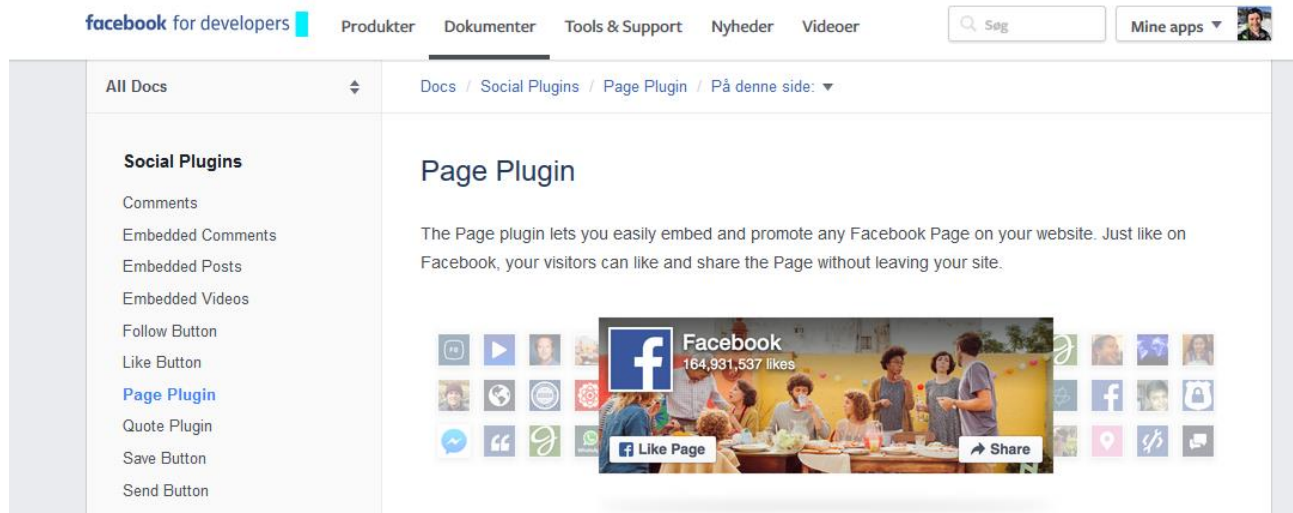 facebook for developers
Produkter
Dokumenter
Tools & Support
Nyheder
Videoer
Søg
Mine apps
All Docs
Docs / Social Plugins / Page Plugin / På denne side:
Social Plugins
Comments
Embedded Comments
Embedded Posts
Embedded Videos
Follow Button
Like Button
Page Plugin
Quote Plugin
Save Button
Send Button
Page Plugin
The Page plugin lets you easily embed and promote any Facebook Page on your website. Just like on
Facebook, your visitors can like and share the Page without leaving your site.
Facebook
164,931,537 likes
Like Page
Share